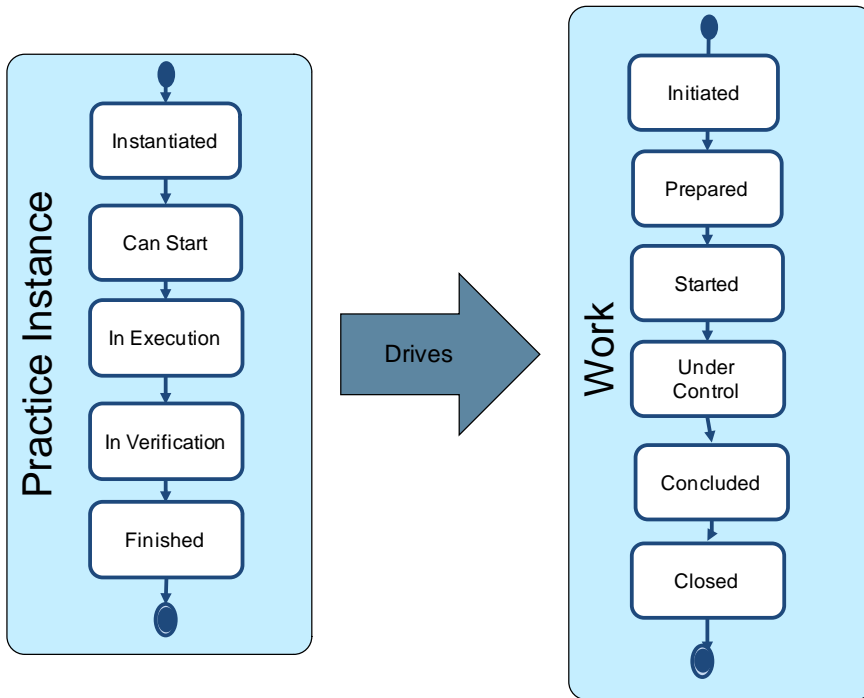 Practice Instance
Instantiated
Can Start
In Execution
In Verification
Finished
Drives
Work
Initiated
Prepared
Started
Under
Control
Concluded
Closed